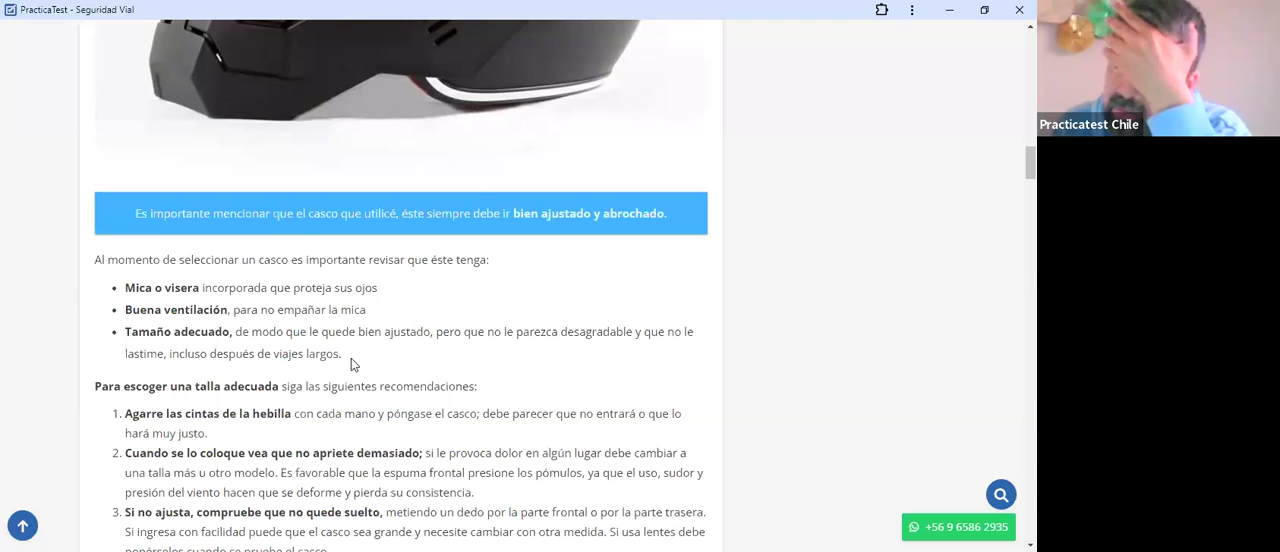 PracticaTest - Seguridad Vial
Practicatest Chile
Es importante mencionar que el casco que utilicé, éste siempre debe ir bien ajustado y abrochado.
Al momento de seleccionar un casco es importante revisar que éste tenga:
• Mica o visera incorporada que proteja sus ojos
• Buena ventilación, para no empañar la mica
• Tamaño adecuado, de modo que le quede bien ajustado, pero que no le parezca desagradable y que no le
lastime, incluso después de viajes largos.
Para escoger una talla adecuada siga las siguientes recomendaciones:
1. Agarre las cintas de la hebilla con cada mano y póngase el casco; debe parecer que no entrará o que lo
hará muy justo.
2. Cuando se lo coloque vea que no apriete demasiado; si le provoca dolor en algún lugar debe cambiar a
una talla más u otro modelo. Es favorable que la espuma frontal presione los pómulos, ya que el uso, sudor y
presión del viento hacen que se deforme y pierda su consistencia.
3. Si no ajusta, compruebe que no quede suelto, metiendo un dedo por la parte frontal o por la parte trasera.
Si ingresa con facilidad puede que el casco sea grande y necesite cambiar con otra medida. Si usa lentes debe
ponérselos cuando se pruebe el casco.
+56 9 6586 2935